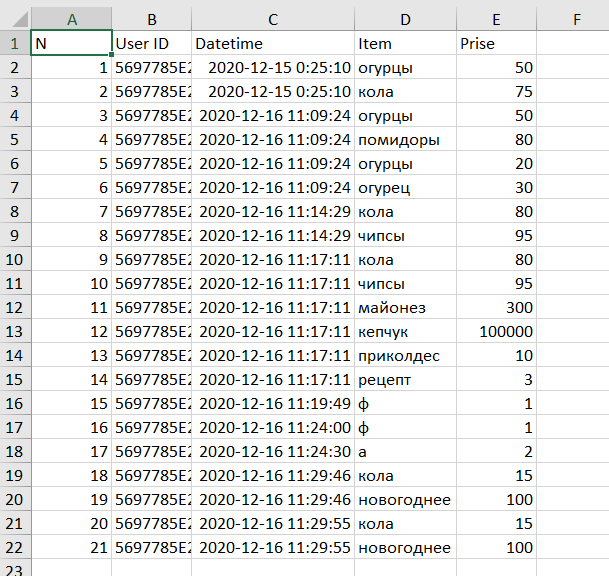 A B C D E F
1 N User ID Datetime Item Prise
2 1 5697785E2 2020-12-15 0:25:10 огурцы 50
3 2 5697785E2 2020-12-15 0:25:10 кола 75
4 3 5697785E2 2020-12-16 11:09:24 огурцы 50
5 4 5697785E2 2020-12-16 11:09:24 помидоры 80
6 5 5697785E2 2020-12-16 11:09:24 огурцы 20
7 6 5697785E2 2020-12-16 11:09:24 огурец 30
8 7 5697785E2 2020-12-16 11:14:29 кола 80
9 8 5697785E2 2020-12-16 11:14:29 чипсы 95
10 9 5697785E2 2020-12-16 11:17:11 кола 80
11 10 5697785E2 2020-12-16 11:17:11 чипсы 95
12 11 5697785E2 2020-12-16 11:17:11 майонез 300
13 12 5697785E2 2020-12-16 11:17:11 кепчук 100000
14 13 5697785E2 2020-12-16 11:17:11 приколдес 10
15 14 5697785E2 2020-12-16 11:17:11 рецепт 3
16 15 5697785E2 2020-12-16 11:19:49 ф 1
17 16 5697785E2 2020-12-16 11:24:00 ф 1
18 17 5697785E2 2020-12-16 11:24:30 а 2
19 18 5697785E2 2020-12-16 11:29:46 кола 15
20 19 5697785E2 2020-12-16 11:29:46 новогоднее 100
21 20 5697785E2 2020-12-16 11:29:55 кола 15
22 21 5697785E2 2020-12-16 11:29:55 новогоднее 100
23